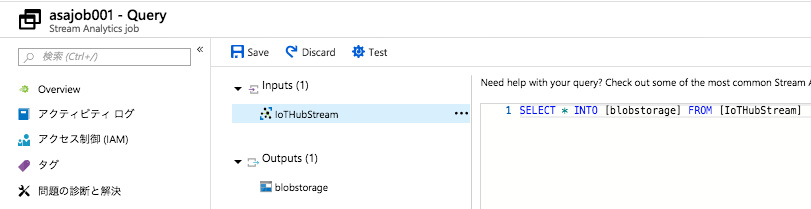 asajob001 - Query
Stream Analytics job
検索 (Ctrl+/)
«
Overview
アクティビティ ログ
アクセス制御 (IAM)
タグ
問題の診断と解決
Save
Discard
Test
Inputs (1)
IoTHubStream
•••
Outputs (1)
blobstorage
Need help with your query? Check out some of the most common Stream A
1 SELECT * INTO [blobstorage] FROM [IoTHubStream]